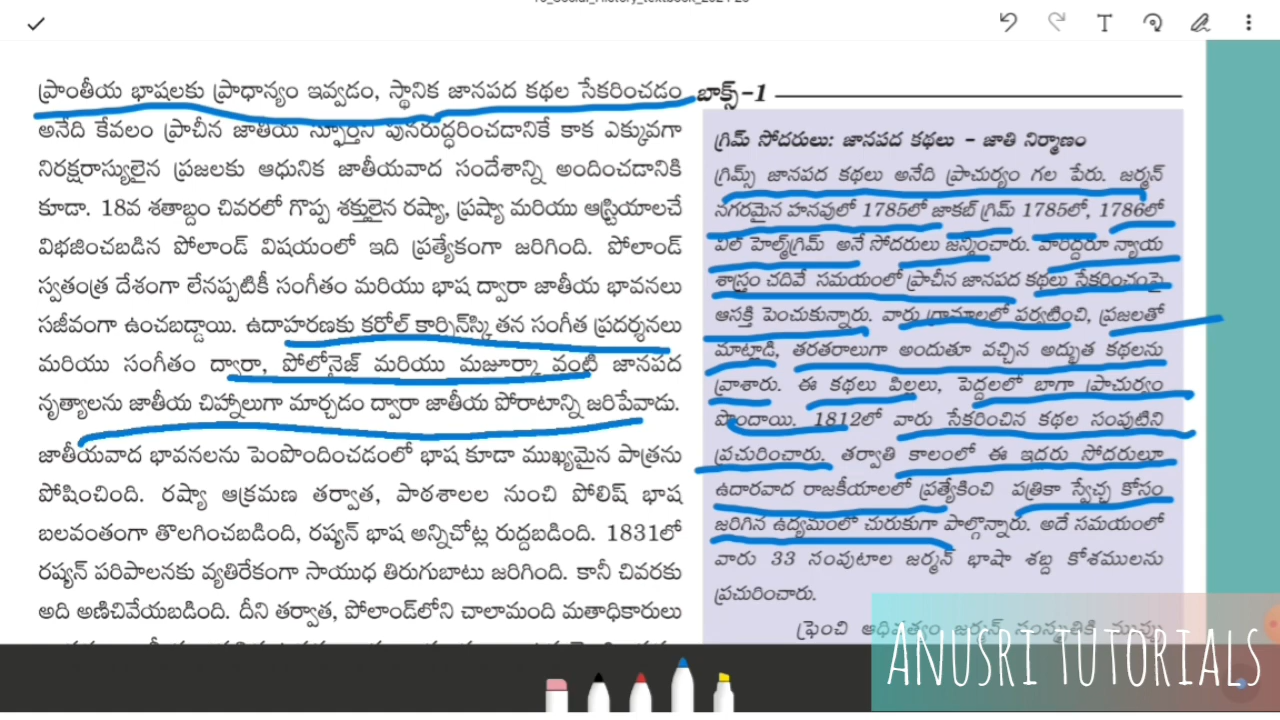 ప్రాంతీయ భాషలకు ప్రాధాన్యం ఇవ్వడం, స్థానిక జానపద కథల సేకరించడం
అనేది కేవలం ప్రాచీన జాతీయ స్ఫూర్తిని పునరుద్ధరించడానికే కాక ఎక్కువగా
నిరక్షరాస్యులైన ప్రజలకు ఆధునిక జాతీయవాద సందేశాన్ని అందించడానికి
కూడా. 18వ శతాబ్దం చివరలో గొప్ప శక్తులైన రష్యా, ప్రష్యా మరియు ఆస్ట్రియాలచే
విభజించబడిన పోలాండ్ విషయంలో ఇది ప్రత్యేకంగా జరిగింది. పోలాండ్
స్వతంత్ర దేశంగా లేనప్పటికీ సంగీతం మరియు భాష ద్వారా జాతీయ భావనలు
సజీవంగా ఉంచబడ్డాయి. ఉదాహరణకు కరోల్ కార్పిన్‌స్కి తన సంగీత ప్రదర్శనలు
మరియు సంగీతం ద్వారా, పోలోనైజ్ మరియు మజూర్కా వంటి జానపద
నృత్యాలను జాతీయ చిహ్నాలుగా మార్చడం ద్వారా జాతీయ పోరాటాన్ని జరిపేవాడు.
జాతీయవాద భావనలను పెంపొందించడంలో భాష కూడా ముఖ్యమైన పాత్రను
పోషించింది. రష్యా ఆక్రమణ తర్వాత, పాఠశాలల నుంచి పోలిష్ భాష
బలవంతంగా తొలగించబడింది, రష్యన్ భాష అన్నిచోట్ల రుద్దబడింది. 1831లో
రష్యన్ పరిపాలనకు వ్యతిరేకంగా సాయుధ తిరుగుబాటు జరిగింది. కానీ చివరకు
అది అణిచివేయబడింది. దీని తర్వాత, పోలాండ్‌లోని చాలామంది మతాధికారులు
బాక్స్-1
గ్రిమ్ సోదరులు: జానపద కథలు - జాతి నిర్మాణం
గ్రిమ్స్ జానపద కథలు అనేది ప్రాచుర్యం గల పేరు. జర్మన్
నగరమైన హనవులో 1785లో జాకబ్ గ్రిమ్ 1785లో, 1786లో
విల్ హెల్మ్‌గ్రిమ్ అనే సోదరులు జన్మించారు. వారిద్దరూ న్యాయ
శాస్త్రం చదివే సమయంలో ప్రాచీన జానపద కథలు సేకరించంపై
ఆసక్తి పెంచుకున్నారు. వారు గ్రామాలలో పర్యటించి, ప్రజలతో
మాట్లాడి, తరతరాలుగా అందుతూ వచ్చిన అద్భుత కథలను
వ్రాశారు. ఈ కథలు పిల్లలు, పెద్దలలో బాగా ప్రాచుర్యం
పొందాయి. 1812లో వారు సేకరించిన కథల సంపుటిని
ప్రచురించారు. తర్వాతి కాలంలో ఈ ఇద్దరు సోదరులూ
ఉదారవాద రాజకీయాలలో ప్రత్యేకించి పత్రికా స్వేచ్ఛ కోసం
జరిగిన ఉద్యమంలో చురుకుగా పాల్గొన్నారు. అదే సమయంలో
వారు 33 సంపుటాల జర్మన్ భాషా శబ్ద కోశములను
ప్రచురించారు.
ఫ్రెంచి ఆధిపత్యం జర్మన్ సంస్కృతికి ముప్పు
ANUSRI TUTORIALS